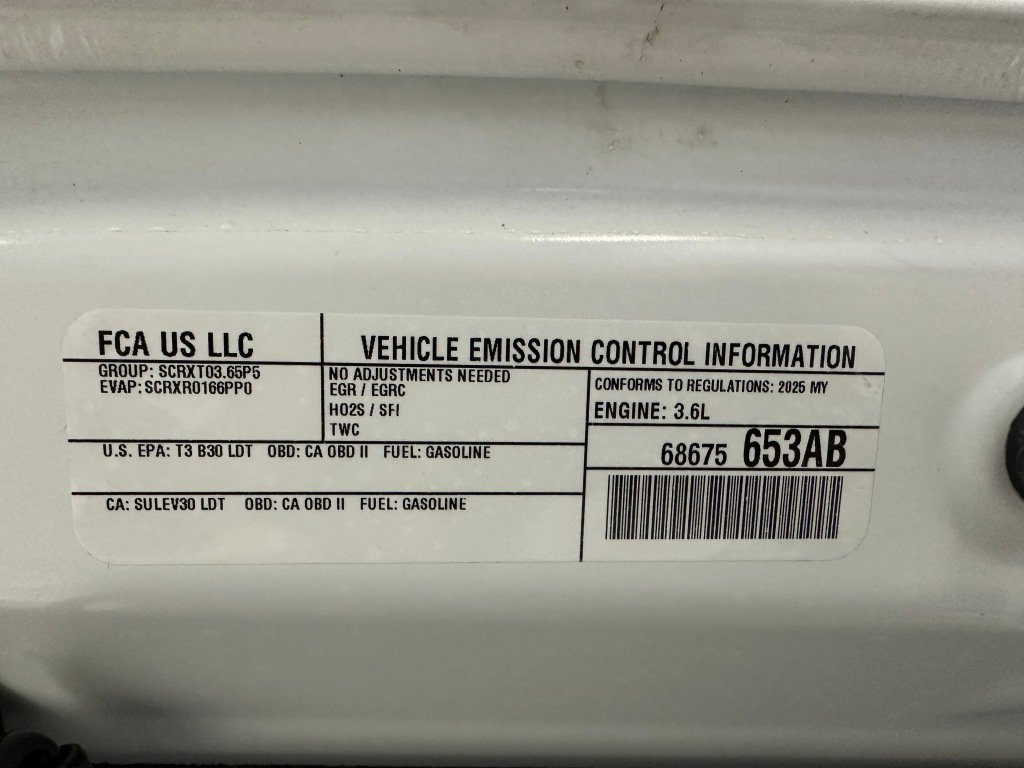 FCA US LLC
VEHICLE EMISSION CONTROL INFORMATION
GROUP: SCRXT03.65P5
EVAP: SCRXR0166PP0
NO ADJUSTMENTS NEEDED
EGR / EGRC
HO2S / SFI
TWC
CONFORMS TO REGULATIONS: 2025 MY
ENGINE: 3.6L
68675 653AB
U.S. EPA: T3 B30 LDT OBD: CA OBD II FUEL: GASOLINE
CA: SULEV30 LDT OBD: CA OBD II FUEL: GASOLINE